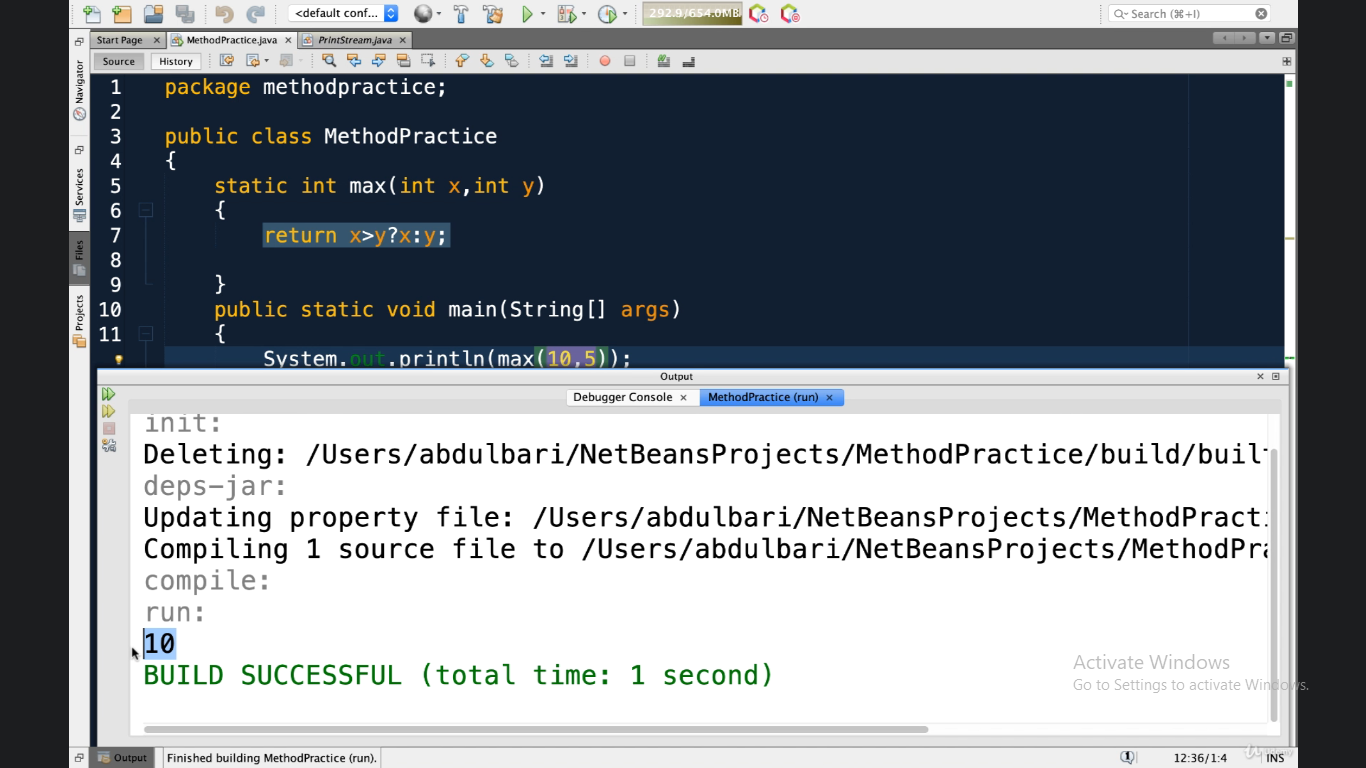 <default conf...
292.9/654.0MB
Search (⌘+I)
Start Page
MethodPractice.java
PrintStream.java
Source
History
Navigator
Services
Files
Projects
1 package methodpractice;
2
3 public class MethodPractice
4 {
5 static int max(int x,int y)
6 {
7 return x>y?x:y;
8
9 }
10 public static void main(String[] args)
11 {
System.out.println(max(10,5));
Output
Debugger Console
MethodPractice (run)
init:
Deleting: /Users/abdulbari/NetBeansProjects/MethodPractice/build/buil
deps-jar:
Updating property file: /Users/abdulbari/NetBeansProjects/MethodPracti
Compiling 1 source file to /Users/abdulbari/NetBeansProjects/MethodPra
compile:
run:
10
BUILD SUCCESSFUL (total time: 1 second)
Activate Windows
Go to Settings to activate Windows.
Output
Finished building MethodPractice (run).
1
12:36/1:4
INS